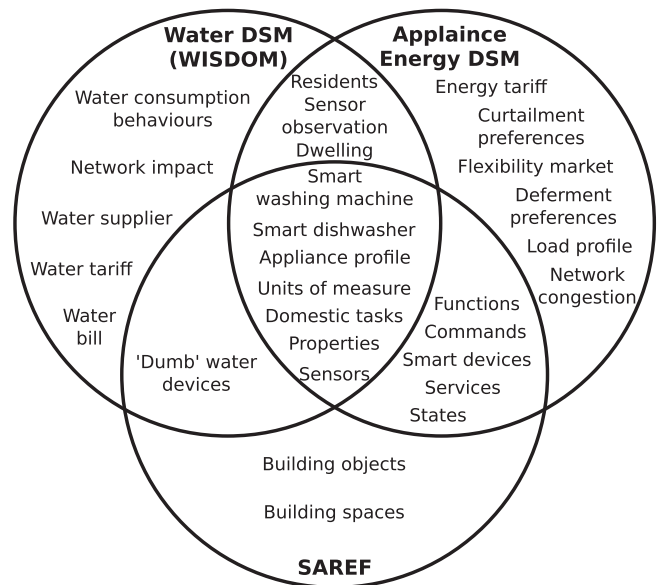 Water DSM
(WISDOM)
Applaince
Energy DSM
Water consumption
behaviours
Network impact
Water supplier
Water tariff
Water
bill
Residents
Sensor
observation
Dwelling
Energy tariff
Curtailment
preferences
Flexibility market
Deferment
preferences
Load profile
Network
congestion
Smart
washing machine
Smart dishwasher
Appliance profile
Units of measure
Domestic tasks
Properties
Sensors
'Dumb' water
devices
Functions
Commands
Smart devices
Services
States
Building objects
Building spaces
SAREF